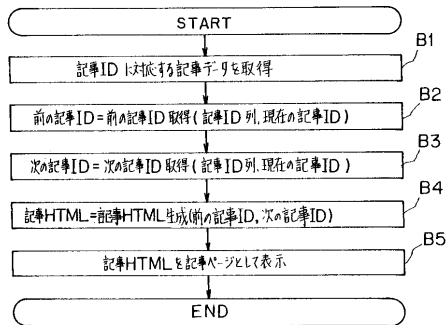 START
B1
記事IDに対応する記事データを取得
B2
前の記事ID=前の記事ID取得(記事ID列,現在の記事ID)
B3
次の記事ID=次の記事ID取得(記事ID列,現在の記事ID)
B4
記事HTML=記事HTML生成(前の記事ID,次の記事ID)
B5
記事HTMLを記事ページとして表示
END